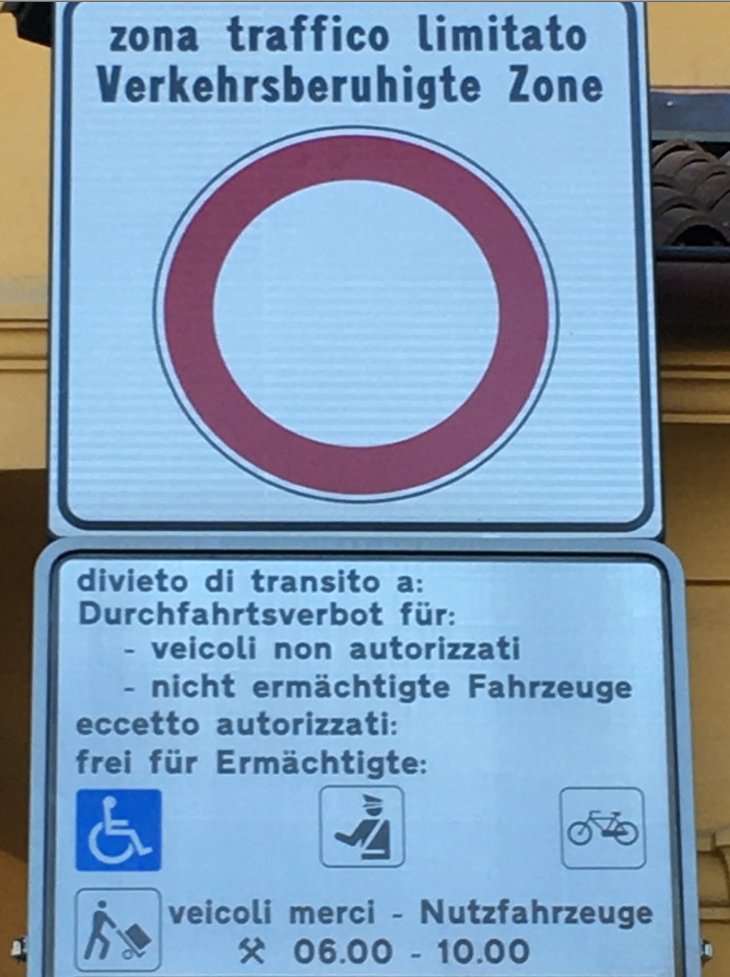 zona traffico limitato
Verkehrsberuhigte Zone
divieto di transito a:
Durchfahrtsverbot für:
- veicoli non autorizzati
- nicht ermächtigte Fahrzeuge
eccetto autorizzati:
frei für Ermächtigte:
veicoli merci - Nutzfahrzeuge
⚒ 06.00 - 10.00